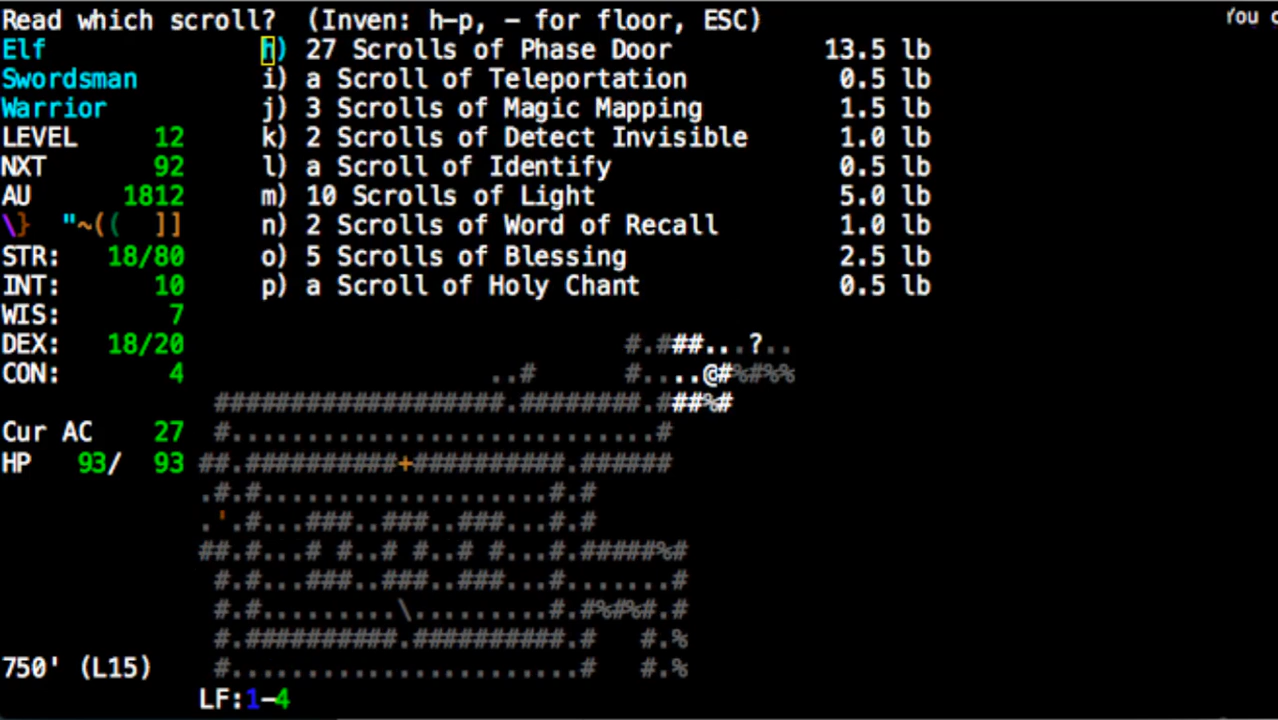 Read which scroll?  (Inven: h-p, - for floor, ESC)  You
Elf  h) 27 Scrolls of Phase Door  13.5 lb
Swordsman  i) a Scroll of Teleportation  0.5 lb
Warrior  j) 3 Scrolls of Magic Mapping  1.5 lb
LEVEL 12  k) 2 Scrolls of Detect Invisible  1.0 lb
NXT 92  l) a Scroll of Identify  0.5 lb
AU 1812  m) 10 Scrolls of Light  5.0 lb
\}  "~((  ]]  n) 2 Scrolls of Word of Recall  1.0 lb
STR: 18/80  o) 5 Scrolls of Blessing  2.5 lb
INT: 10  p) a Scroll of Holy Chant  0.5 lb
WIS: 7
DEX: 18/20  #.###...?..
CON: 4  ..#  #....@#%#%%
##################.########.###%#
Cur AC 27  #............................#
HP 93/ 93  ##.##########+##########.######
.#.#....................#.#
.'.#...###..###..###...#.#
##.#...# #..# #..# #...#.#####%#
#.#...###..###..###...#.......#
#.#.........\.........#.#%#%#.#
#.##########.##########.#  #.%
750' (L15)  #.......................#  #.%
LF:1-4